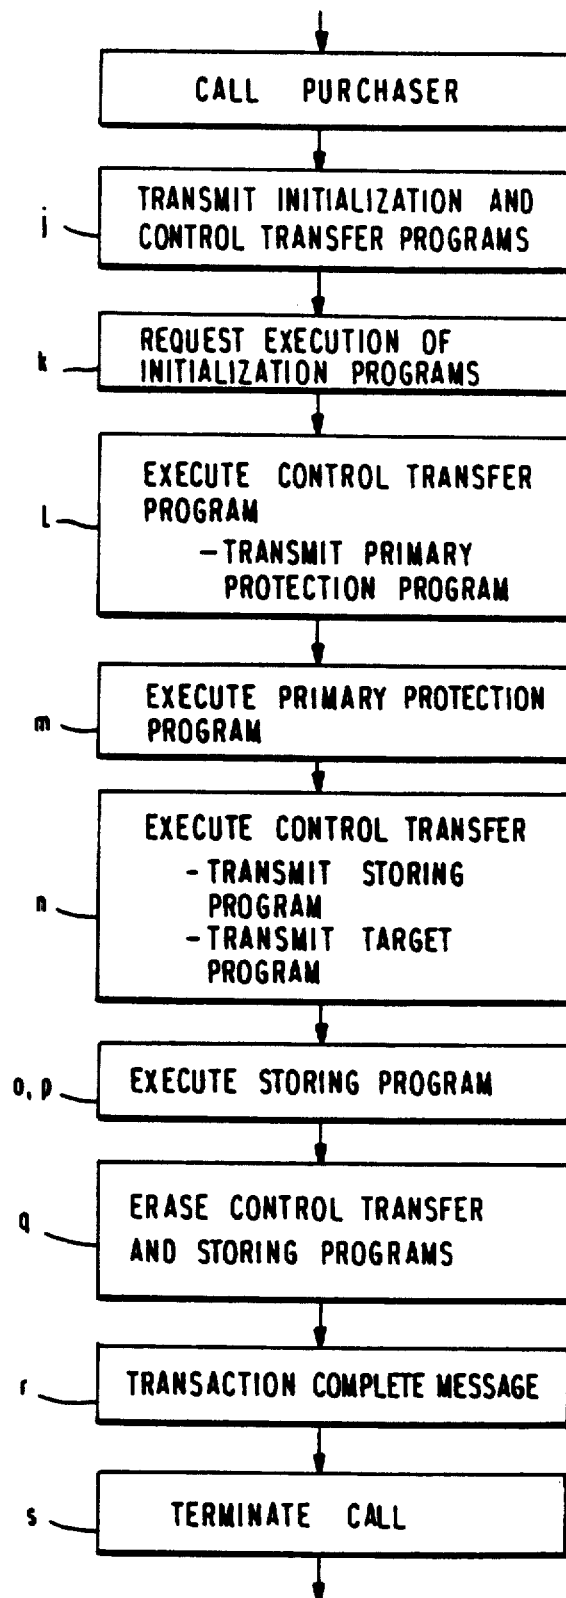 CALL PURCHASER
j
TRANSMIT INITIALIZATION AND
CONTROL TRANSFER PROGRAMS
k
REQUEST EXECUTION OF
INITIALIZATION PROGRAMS
L
EXECUTE CONTROL TRANSFER
PROGRAM
-TRANSMIT PRIMARY
PROTECTION PROGRAM
m
EXECUTE PRIMARY PROTECTION
PROGRAM
n
EXECUTE CONTROL TRANSFER
-TRANSMIT STORING
PROGRAM
-TRANSMIT TARGET
PROGRAM
o, p
EXECUTE STORING PROGRAM
q
ERASE CONTROL TRANSFER
AND STORING PROGRAMS
r
TRANSACTION COMPLETE MESSAGE
s
TERMINATE CALL